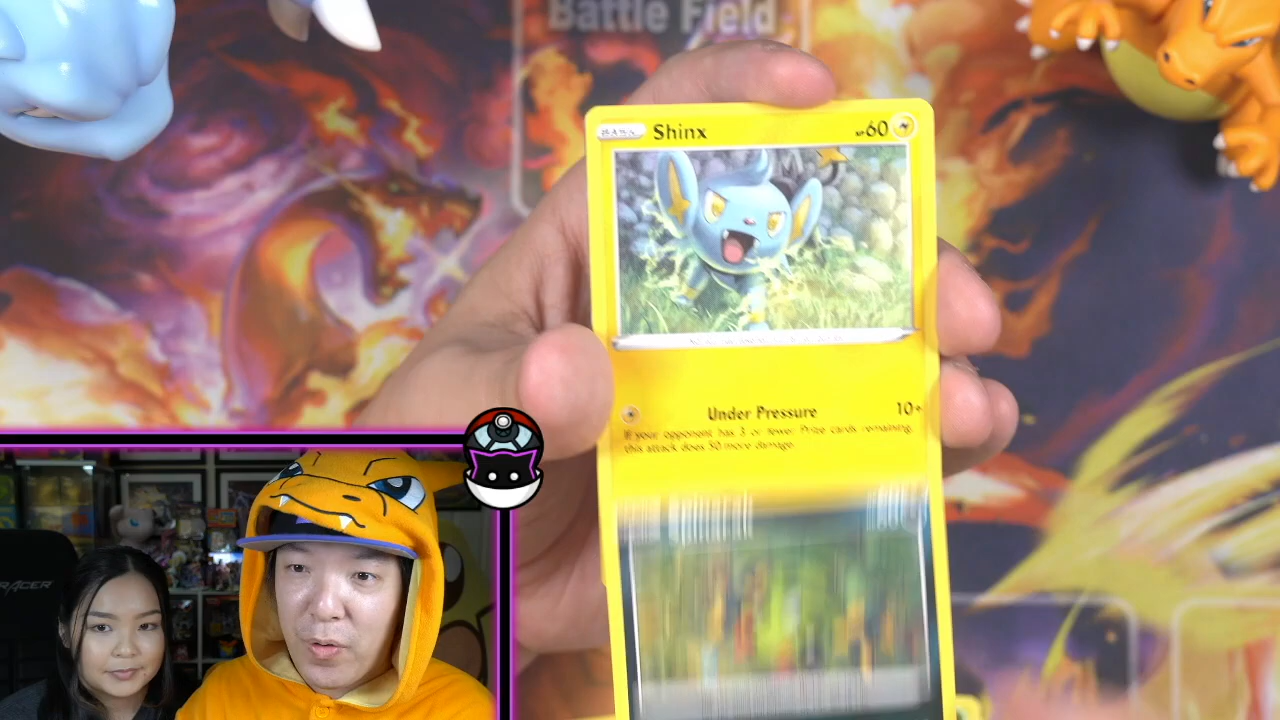 Battle Field
BASIC Shinx HP60
Under Pressure 10+
If your opponent has 3 or fewer Prize cards remaining,
this attack does 50 more damage.
RACER